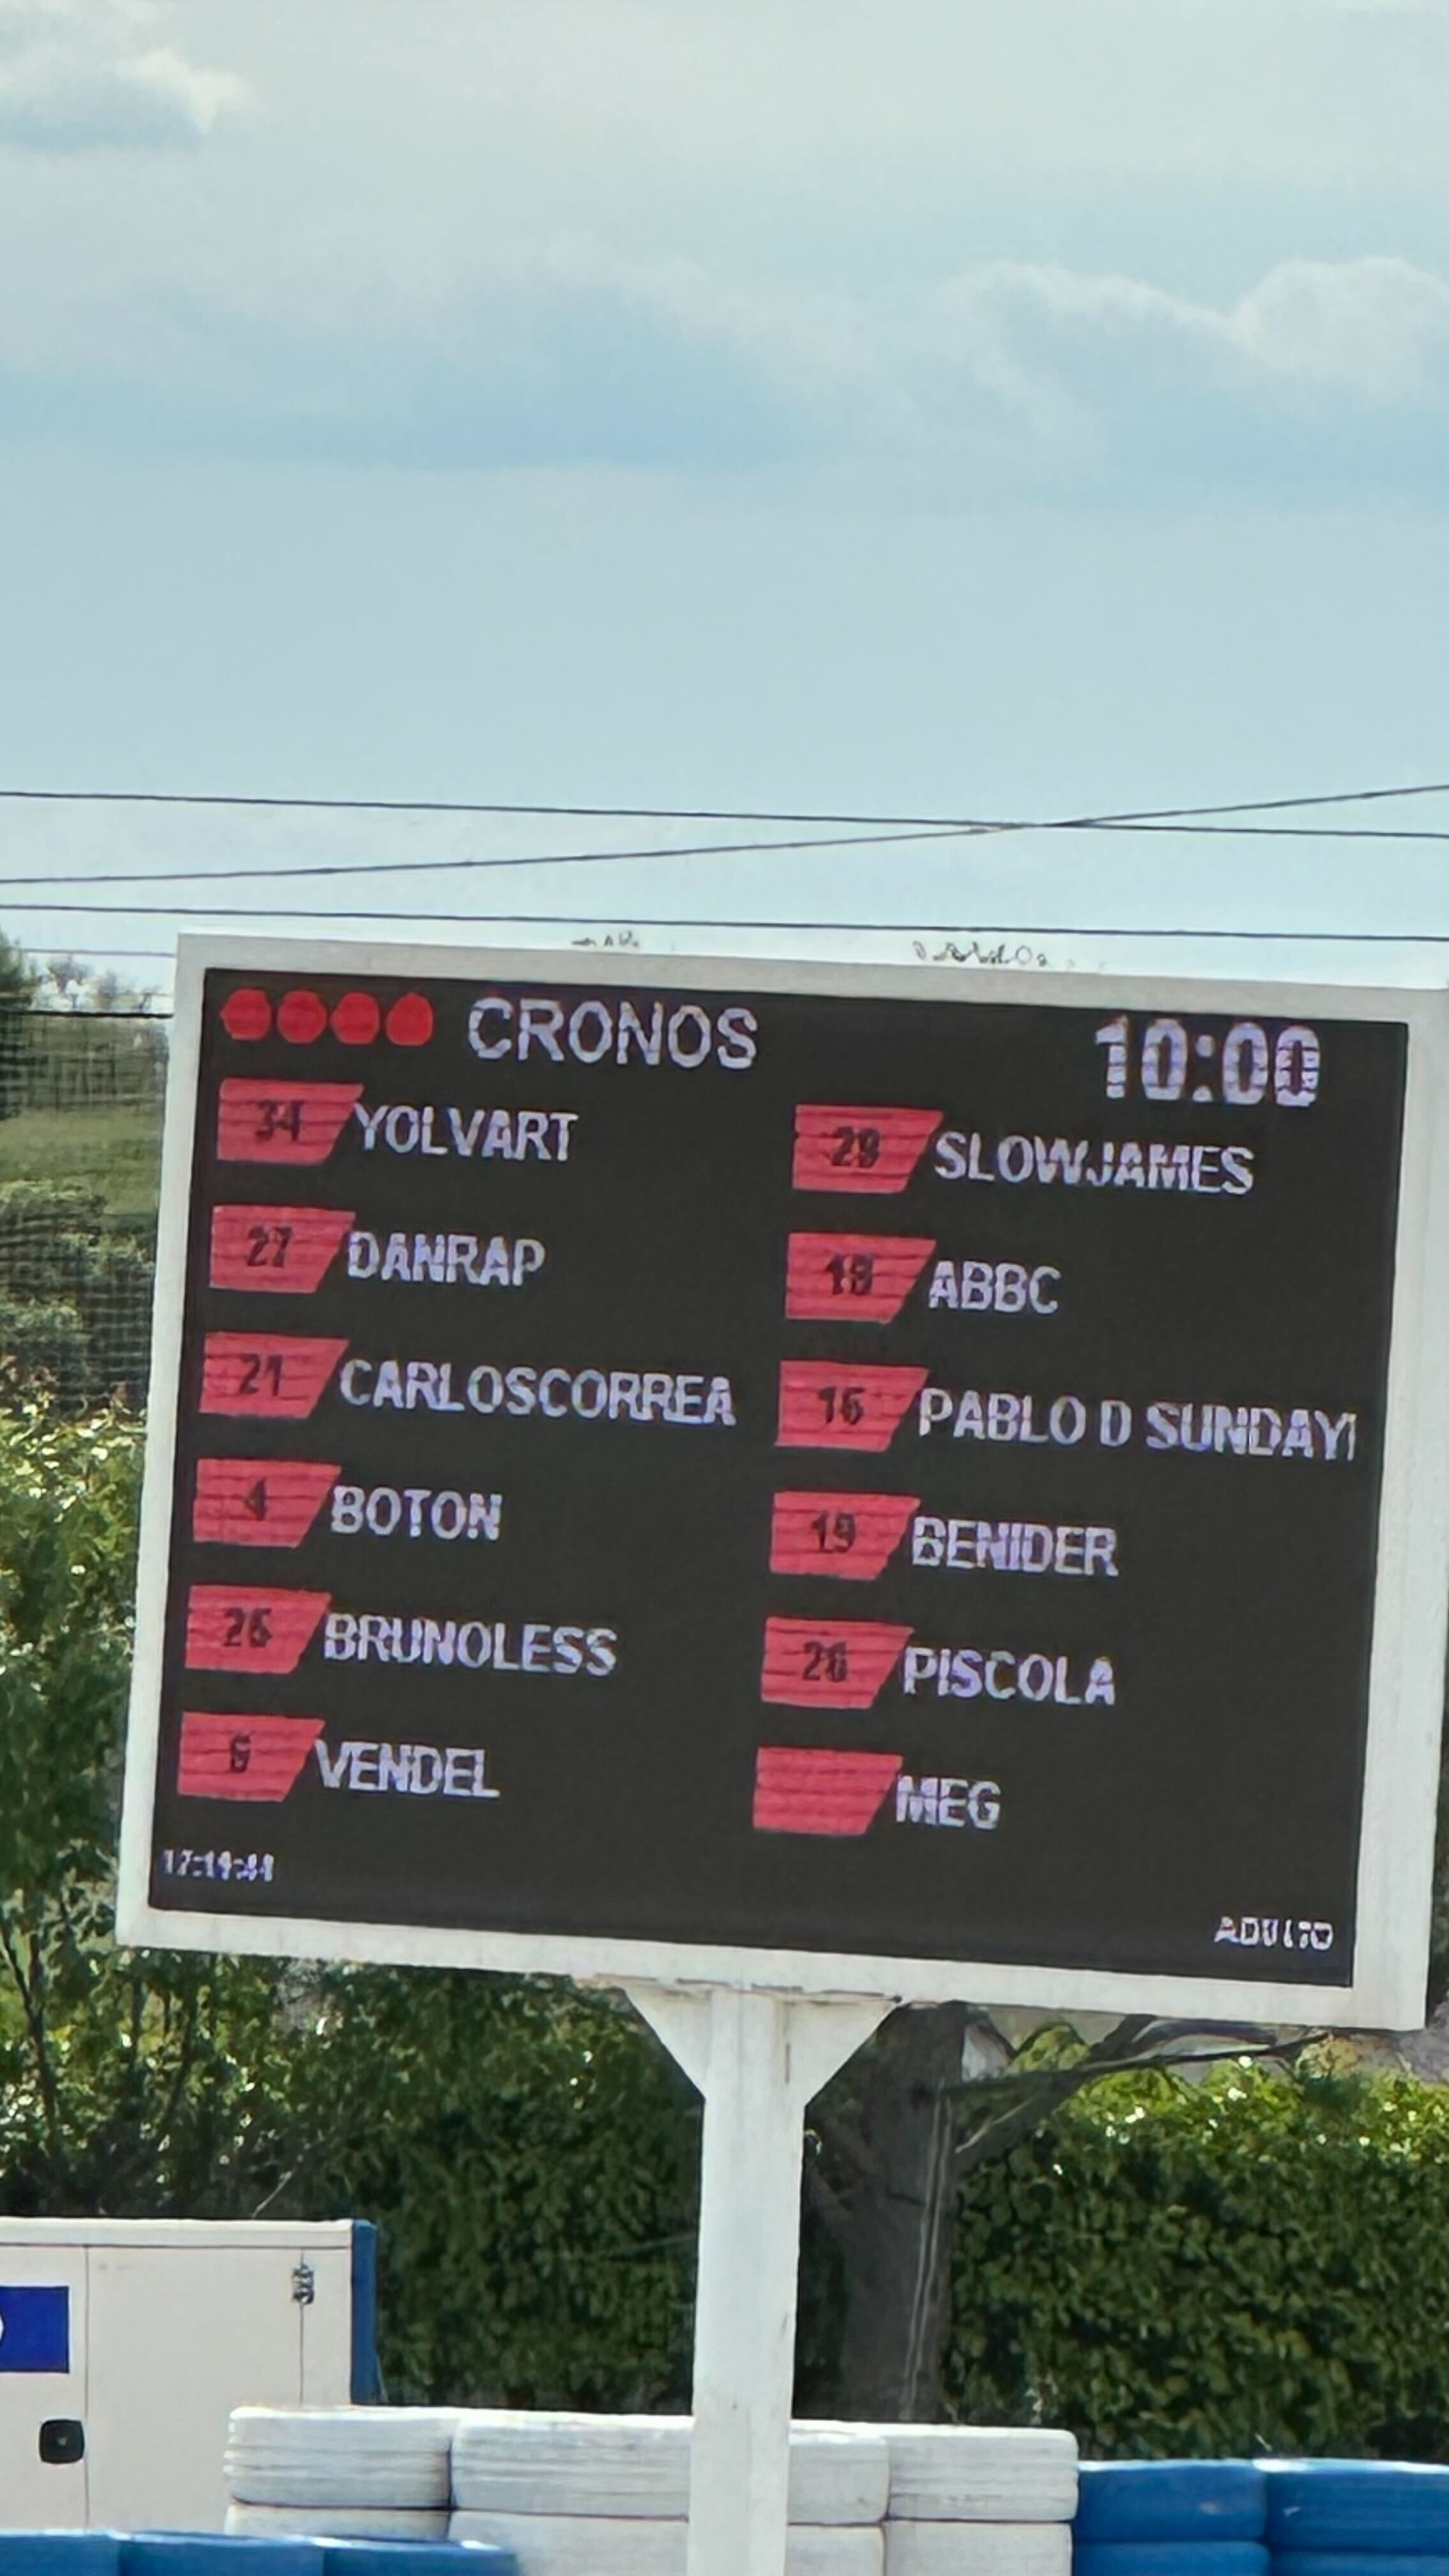 CRONOS 10:00
34 YOLVART
27 DANRAP
21 CARLOSCORREA
4 BOTON
BRUNOLESS
VENDEL
SLOWJAMES
ABBC
PABLO D SUNDAY
19 BENIDER
PISCOLA
MEG
ADULTO